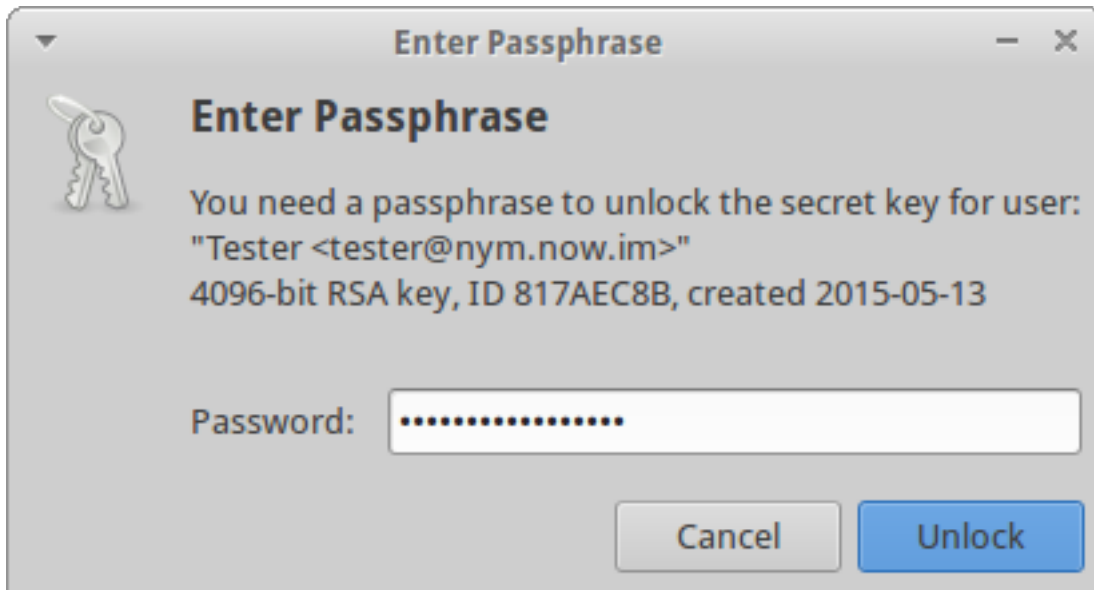 Enter Passphrase
Enter Passphrase
You need a passphrase to unlock the secret key for user:
"Tester <tester@nym.now.im>"
4096-bit RSA key, ID 817AEC8B, created 2015-05-13
Password: •••••••••••••••••
Cancel Unlock